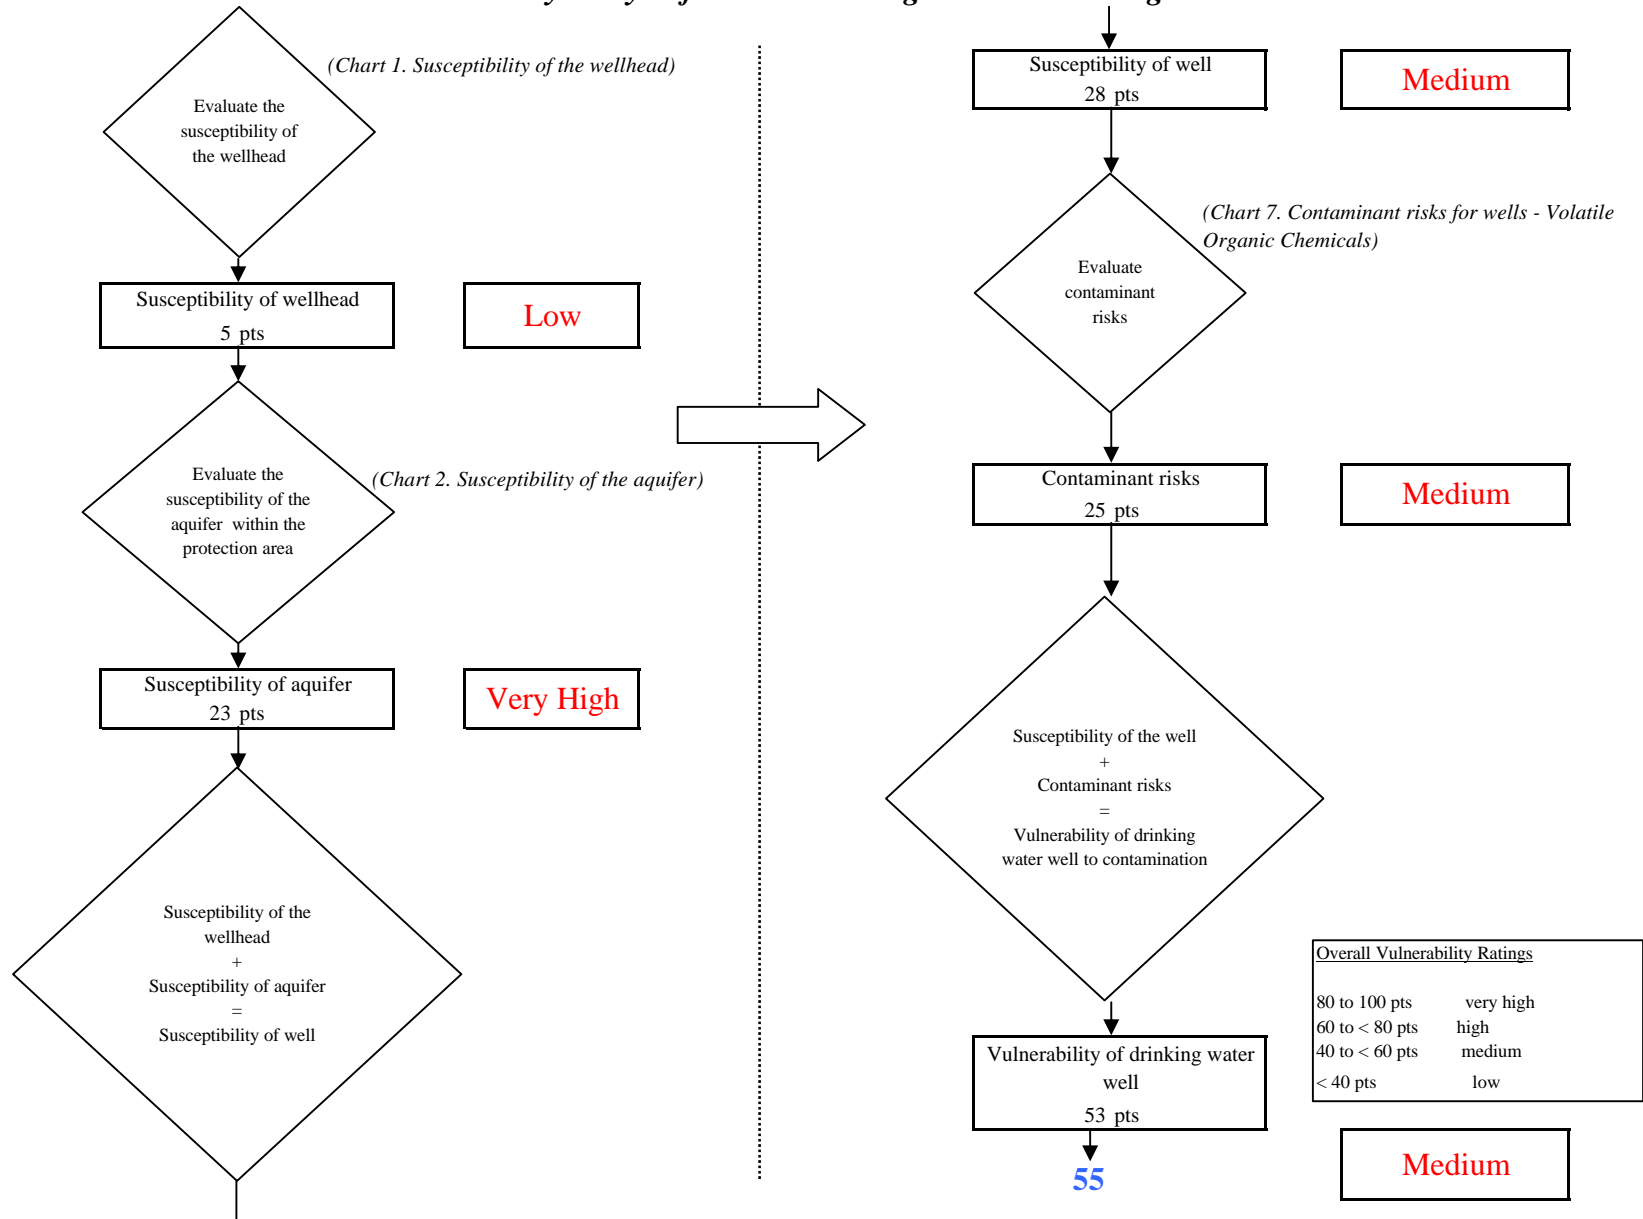 (Chart 1. Susceptibility of the wellhead)
Evaluate the
susceptibility of
the wellhead
Susceptibility of wellhead
5 pts
Low
Evaluate the
susceptibility of the
aquifer within the
protection area
(Chart 2. Susceptibility of the aquifer)
Susceptibility of aquifer
23 pts
Very High
Susceptibility of the
wellhead
+
Susceptibility of aquifer
=
Susceptibility of well
Susceptibility of well
28 pts
Medium
(Chart 7. Contaminant risks for wells - Volatile
Organic Chemicals)
Evaluate
contaminant
risks
Contaminant risks
25 pts
Medium
Susceptibility of the well
+
Contaminant risks
=
Vulnerability of drinking
water well to contamination
Overall Vulnerability Ratings
80 to 100 pts very high
60 to < 80 pts high
40 to < 60 pts medium
< 40 pts low
Vulnerability of drinking water
well
53 pts
55
Medium